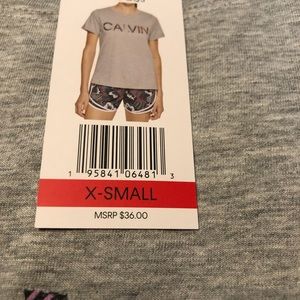 CALVIN
1 95841 06481 3
X-SMALL
MSRP $36.00